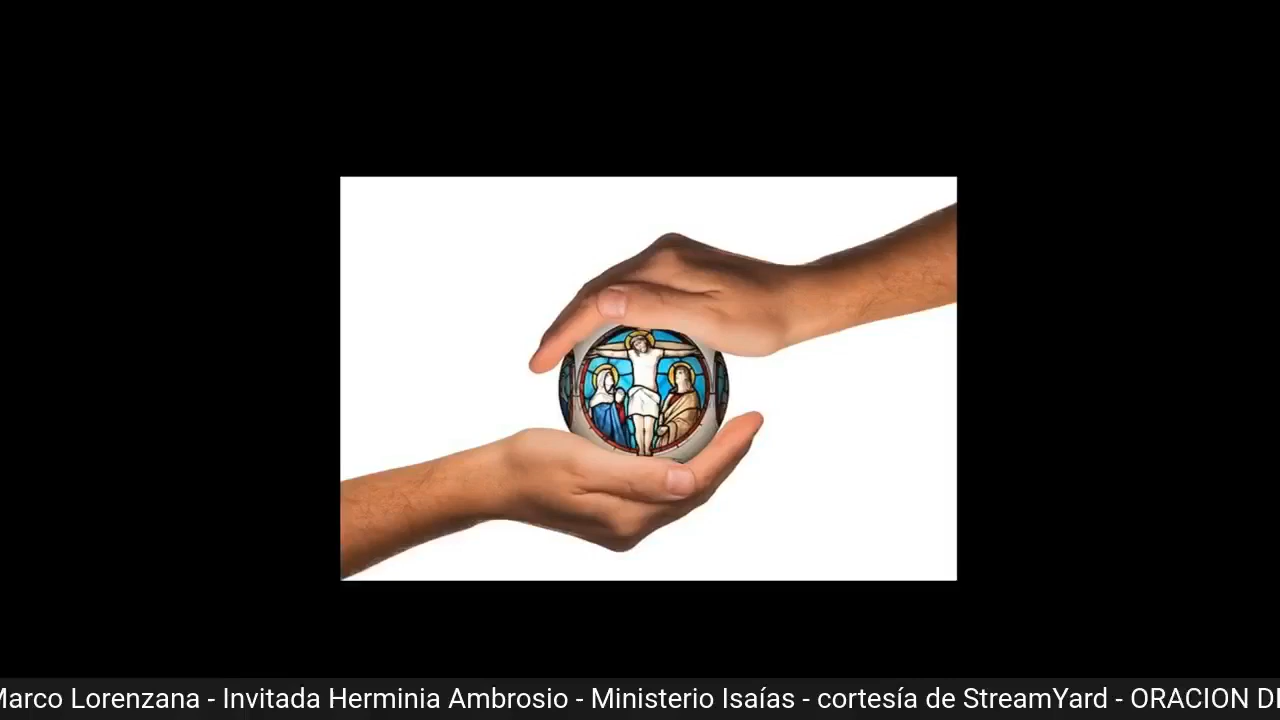 Marco Lorenzana - Invitada Herminia Ambrosio - Ministerio Isaías - cortesía de StreamYard - ORACION